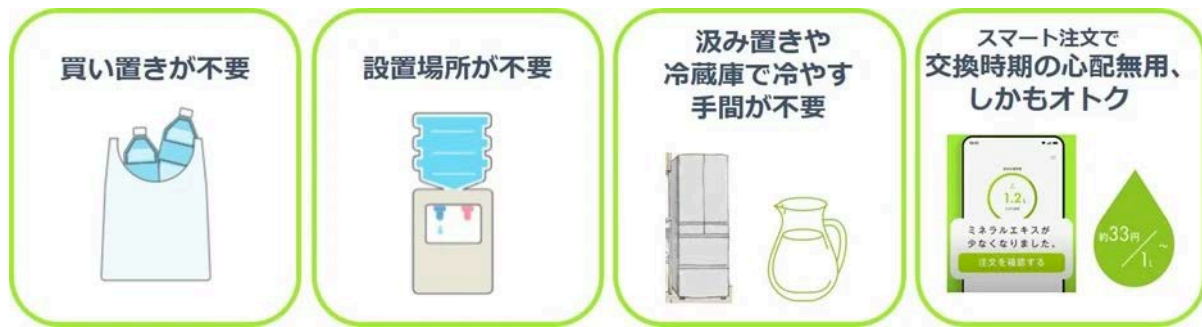 買い置きが不要
設置場所が不要
汲み置きや
冷蔵庫で冷やす
手間が不要
スマート注文で
交換時期の心配無用、
しかもオトク
1.2L
ミネラルエキスが
少なくなりました。
注文を確認する
約33円～
／1L